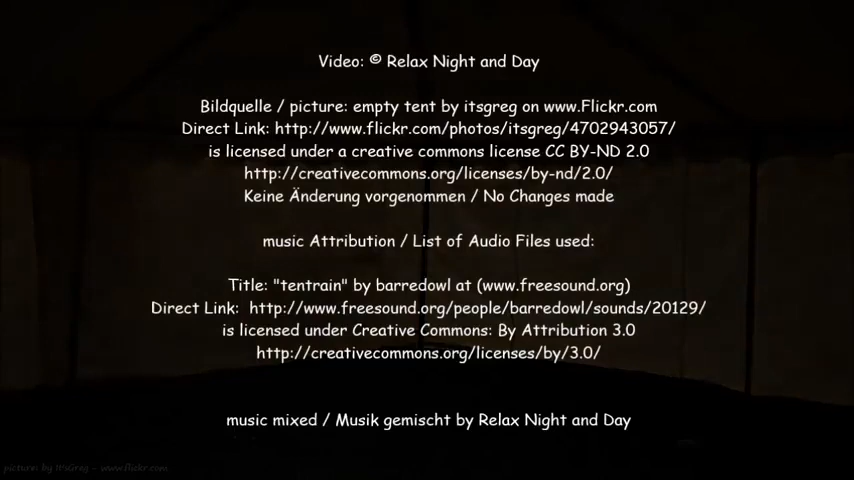 Video: © Relax Night and Day
Bildquelle / picture: empty tent by itsgreg on www.Flickr.com
Direct Link: http://www.flickr.com/photos/itsgreg/4702943057/
is licensed under a creative commons license CC BY-ND 2.0
http://creativecommons.org/licenses/by-nd/2.0/
Keine Änderung vorgenommen / No Changes made
music Attribution / List of Audio Files used:
Title: "tentrain" by barredowl at (www.freesound.org)
Direct Link: http://www.freesound.org/people/barredowl/sounds/20129/
is licensed under Creative Commons: By Attribution 3.0
http://creativecommons.org/licenses/by/3.0/
music mixed / Musik gemischt by Relax Night and Day
picture by ItsGreg - www.flickr.com